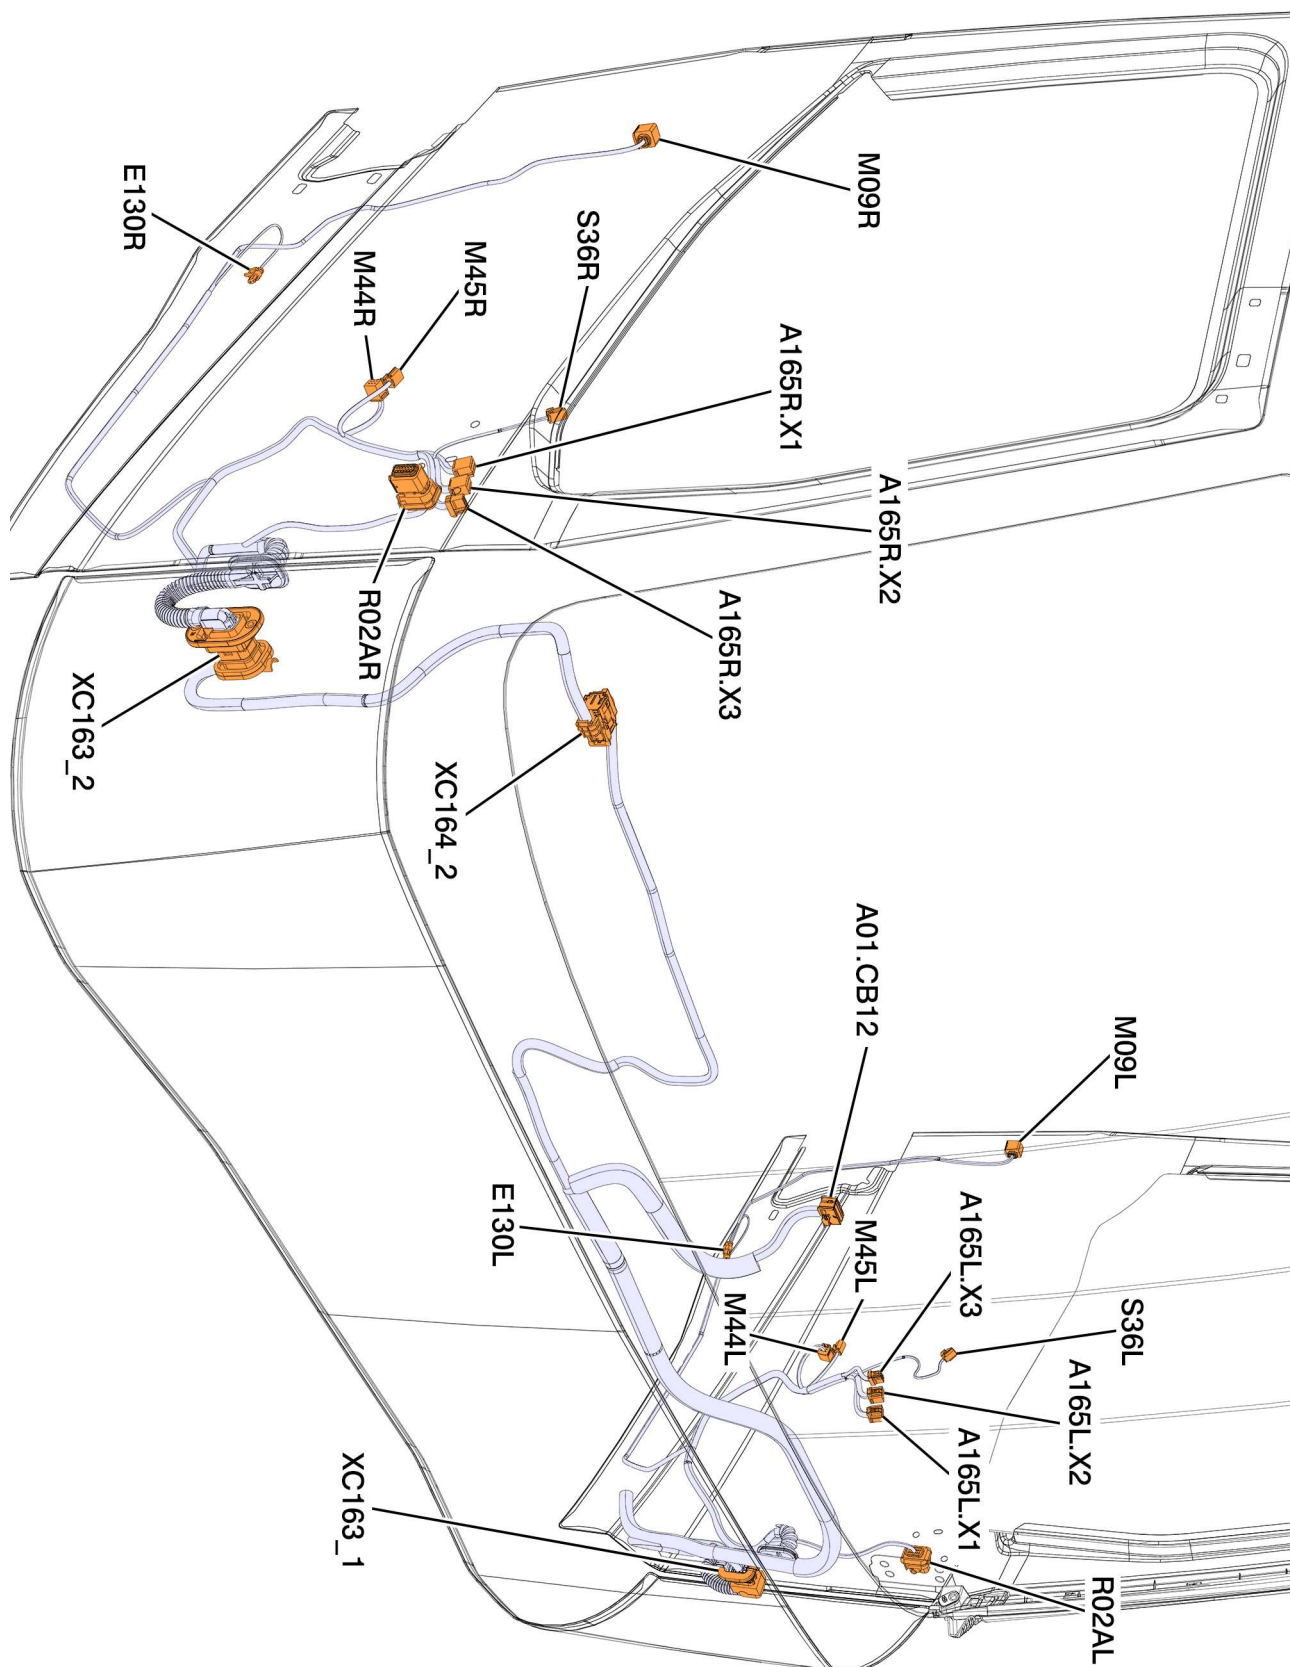 M09R
E130R
S36R
M45R
M44R
A165R.X1
A165R.X2
A165R.X3
R02AR
XC163_2
XC164_2
A01.CB12
M09L
E130L
M45L
M44L
A165L.X3
S36L
A165L.X2
A165L.X1
XC163_1
R02AL